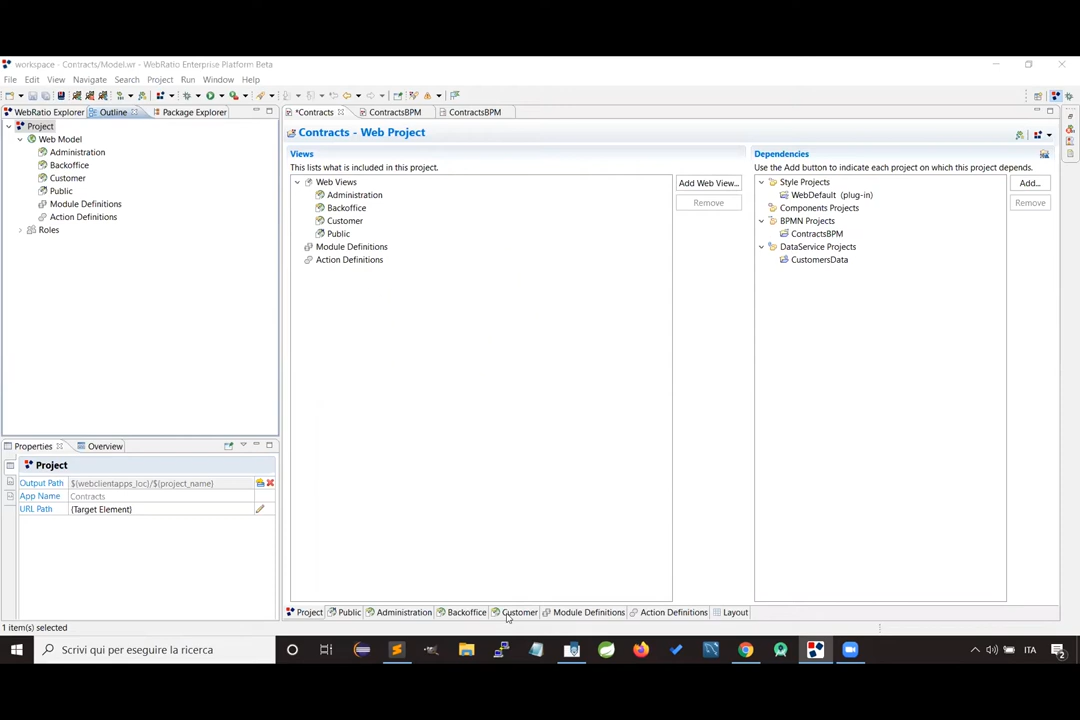 workspace - Contracts/Model.wr - WebRatio Enterprise Platform Beta
File Edit View Navigate Search Project Run Window Help
WebRatio Explorer Outline Package Explorer
Project
Web Model
Administration
Backoffice
Customer
Public
Module Definitions
Action Definitions
Roles
*Contracts ContractsBPM ContractsBPM
Contracts - Web Project
Views
This lists what is included in this project.
Web Views
Administration
Backoffice
Customer
Public
Module Definitions
Action Definitions
Add Web View...
Remove
Dependencies
Use the Add button to indicate each project on which this project depends.
Style Projects
WebDefault (plug-in)
Components Projects
BPMN Projects
ContractsBPM
DataService Projects
CustomersData
Add...
Remove
Properties Overview
Project
Output Path ${webclientapps_loc}/${project_name}
App Name Contracts
URL Path (Target Element)
Project Public Administration Backoffice Customer Module Definitions Action Definitions Layout
1 item(s) selected
Scrivi qui per eseguire la ricerca
ITA
2